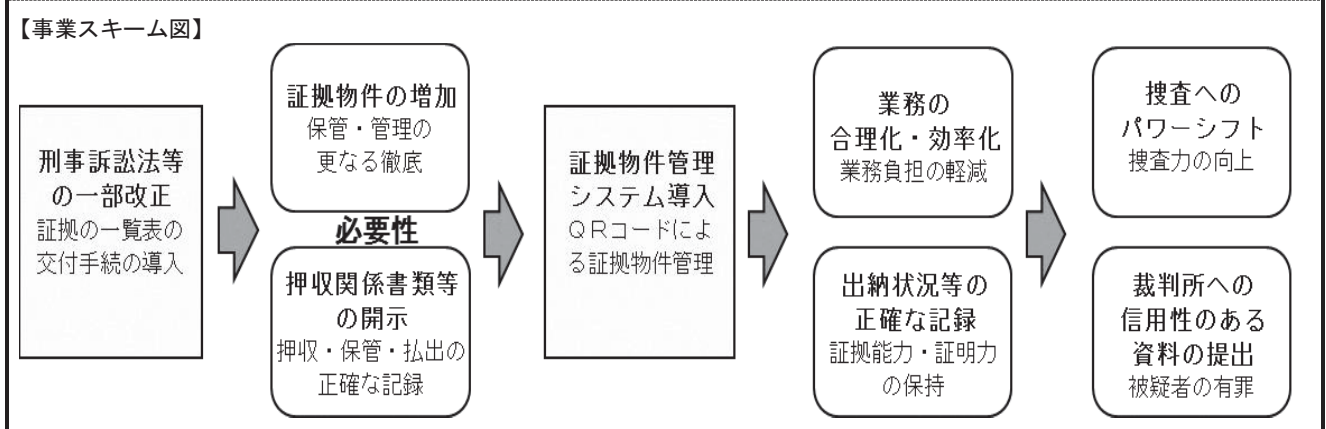 【事業スキーム図】
刑事訴訟法等
の一部改正
証拠の一覧表の
交付手続の導入
証拠物件の増加
保管・管理の
更なる徹底
必要性
押収関係書類等
の開示
押収・保管・払出の
正確な記録
証拠物件管理
システム導入
QRコードによ
る証拠物件管理
業務の
合理化・効率化
業務負担の軽減
出納状況等の
正確な記録
証拠能力・証明力
の保持
捜査への
パワーシフト
捜査力の向上
裁判所への
信用性のある
資料の提出
被疑者の有罪